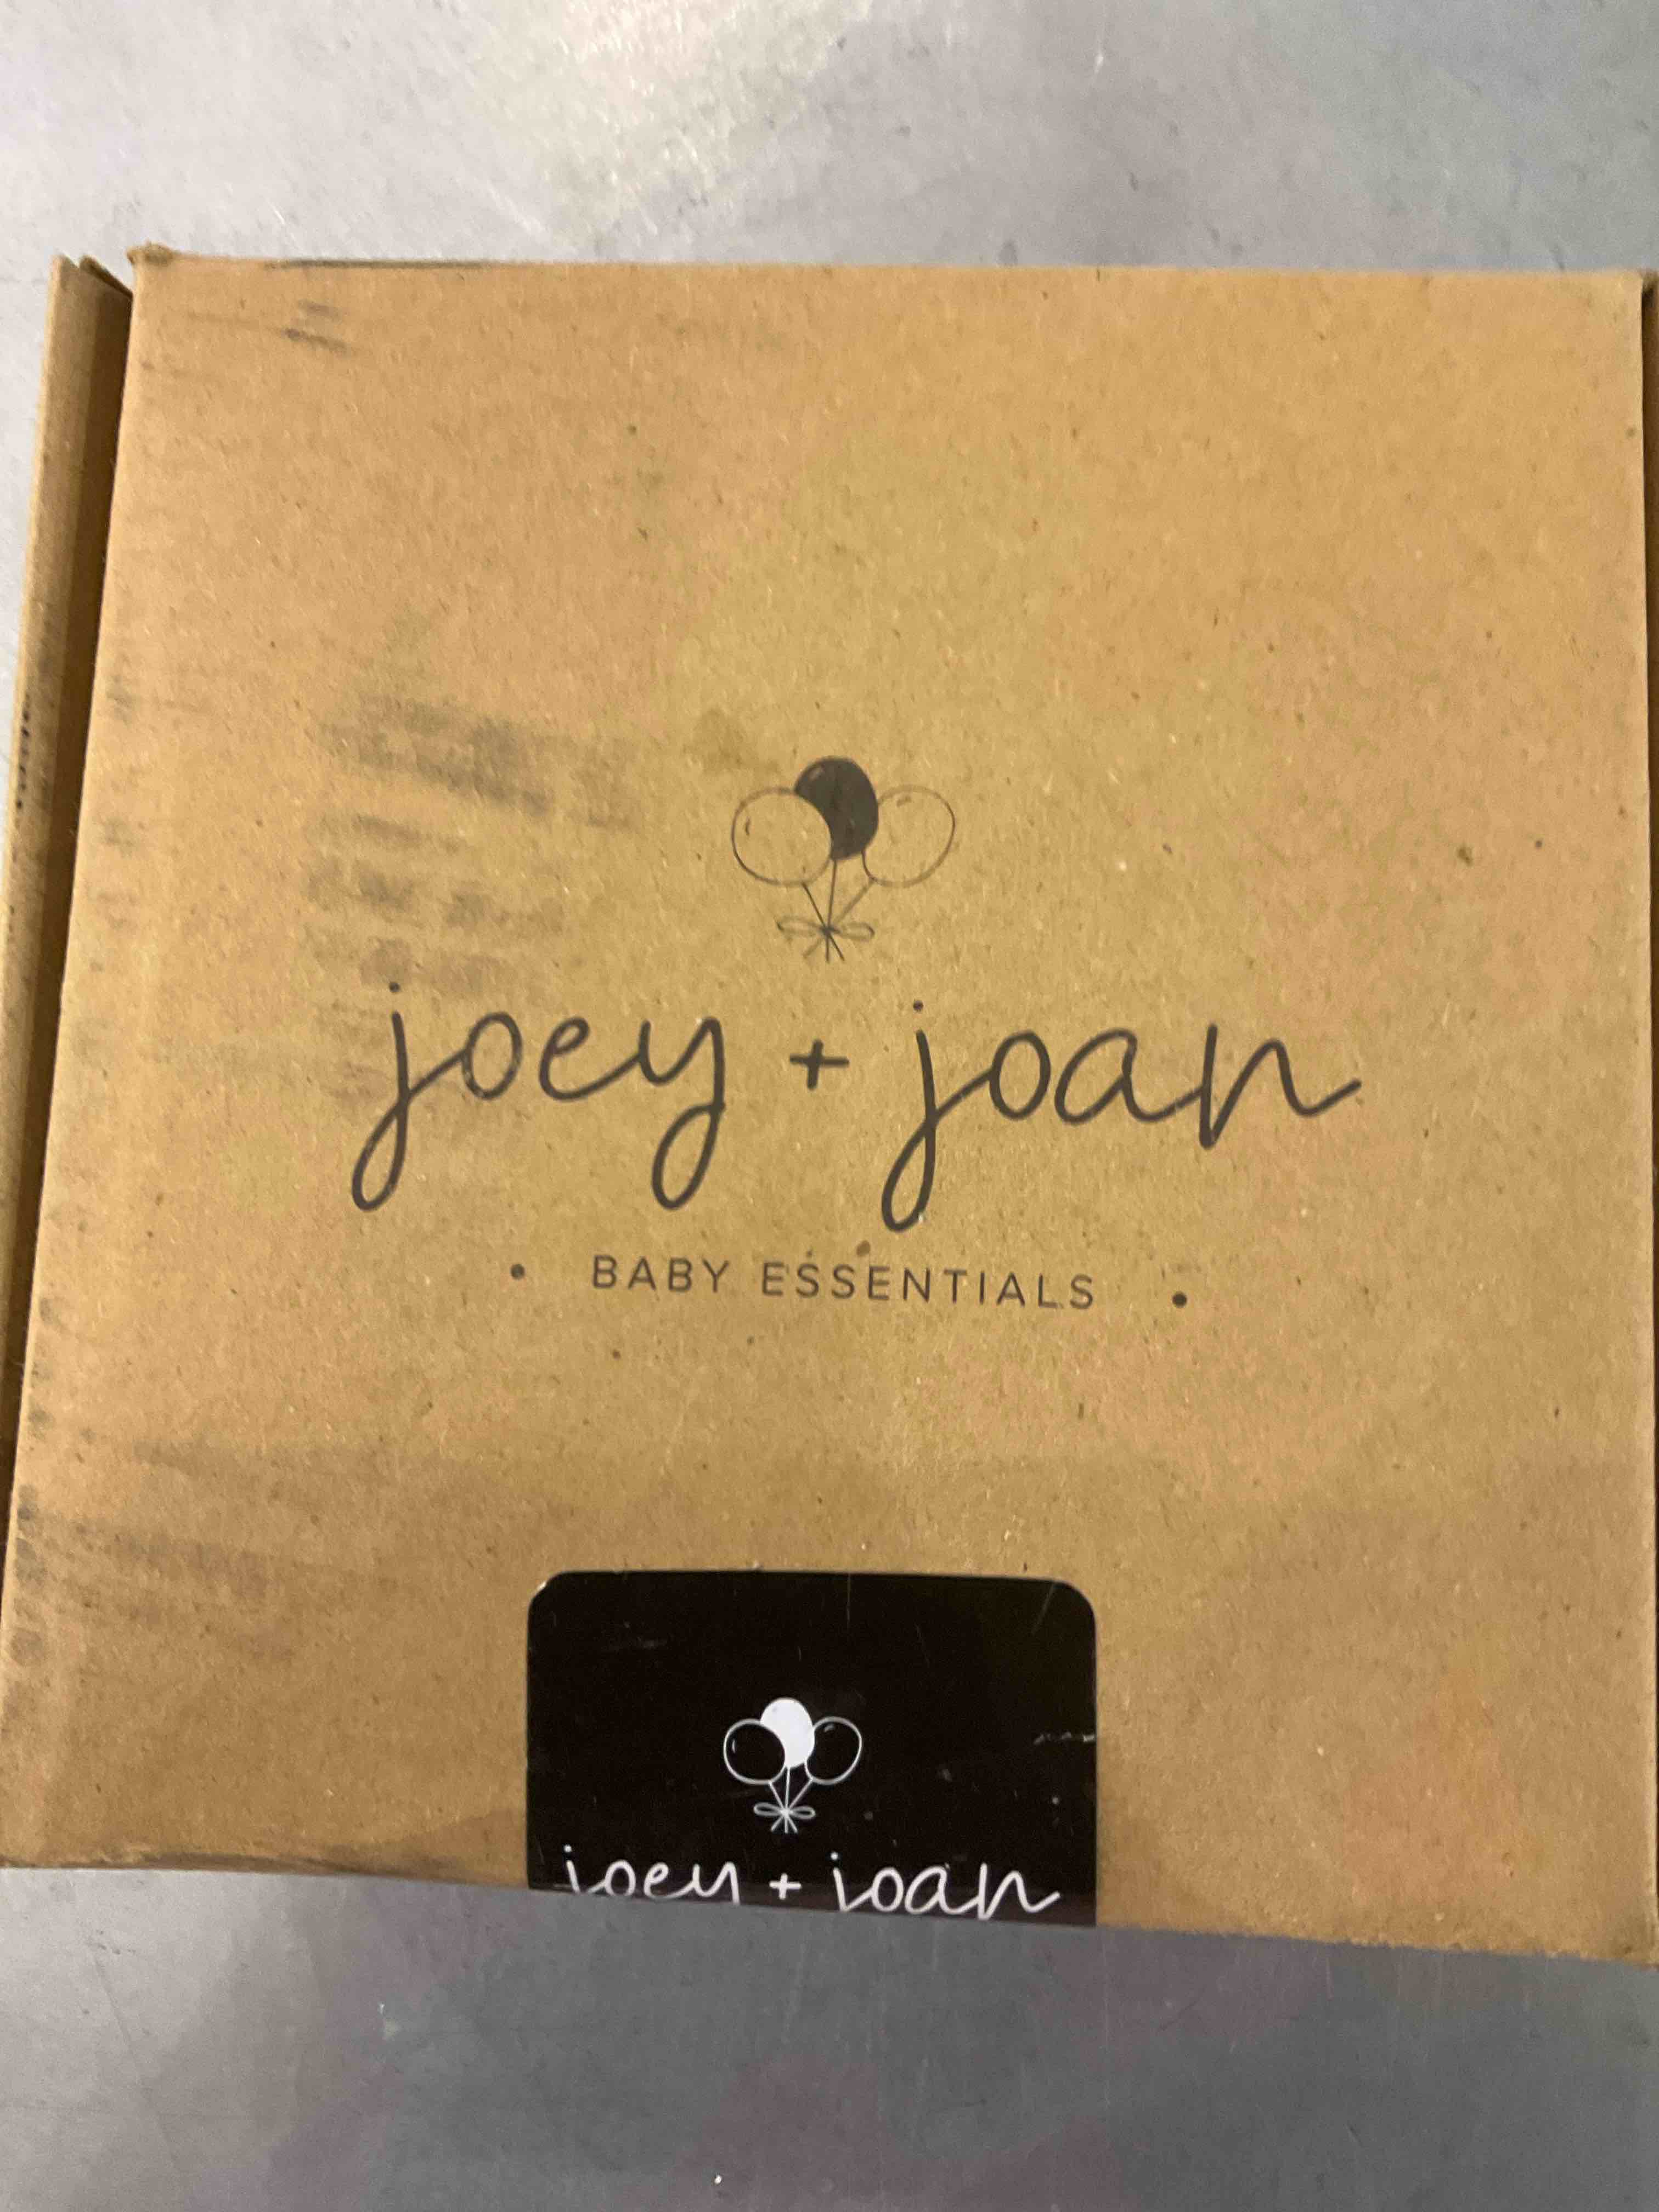 joey + joan
• BABY ESSENTIALS •
joey + joan